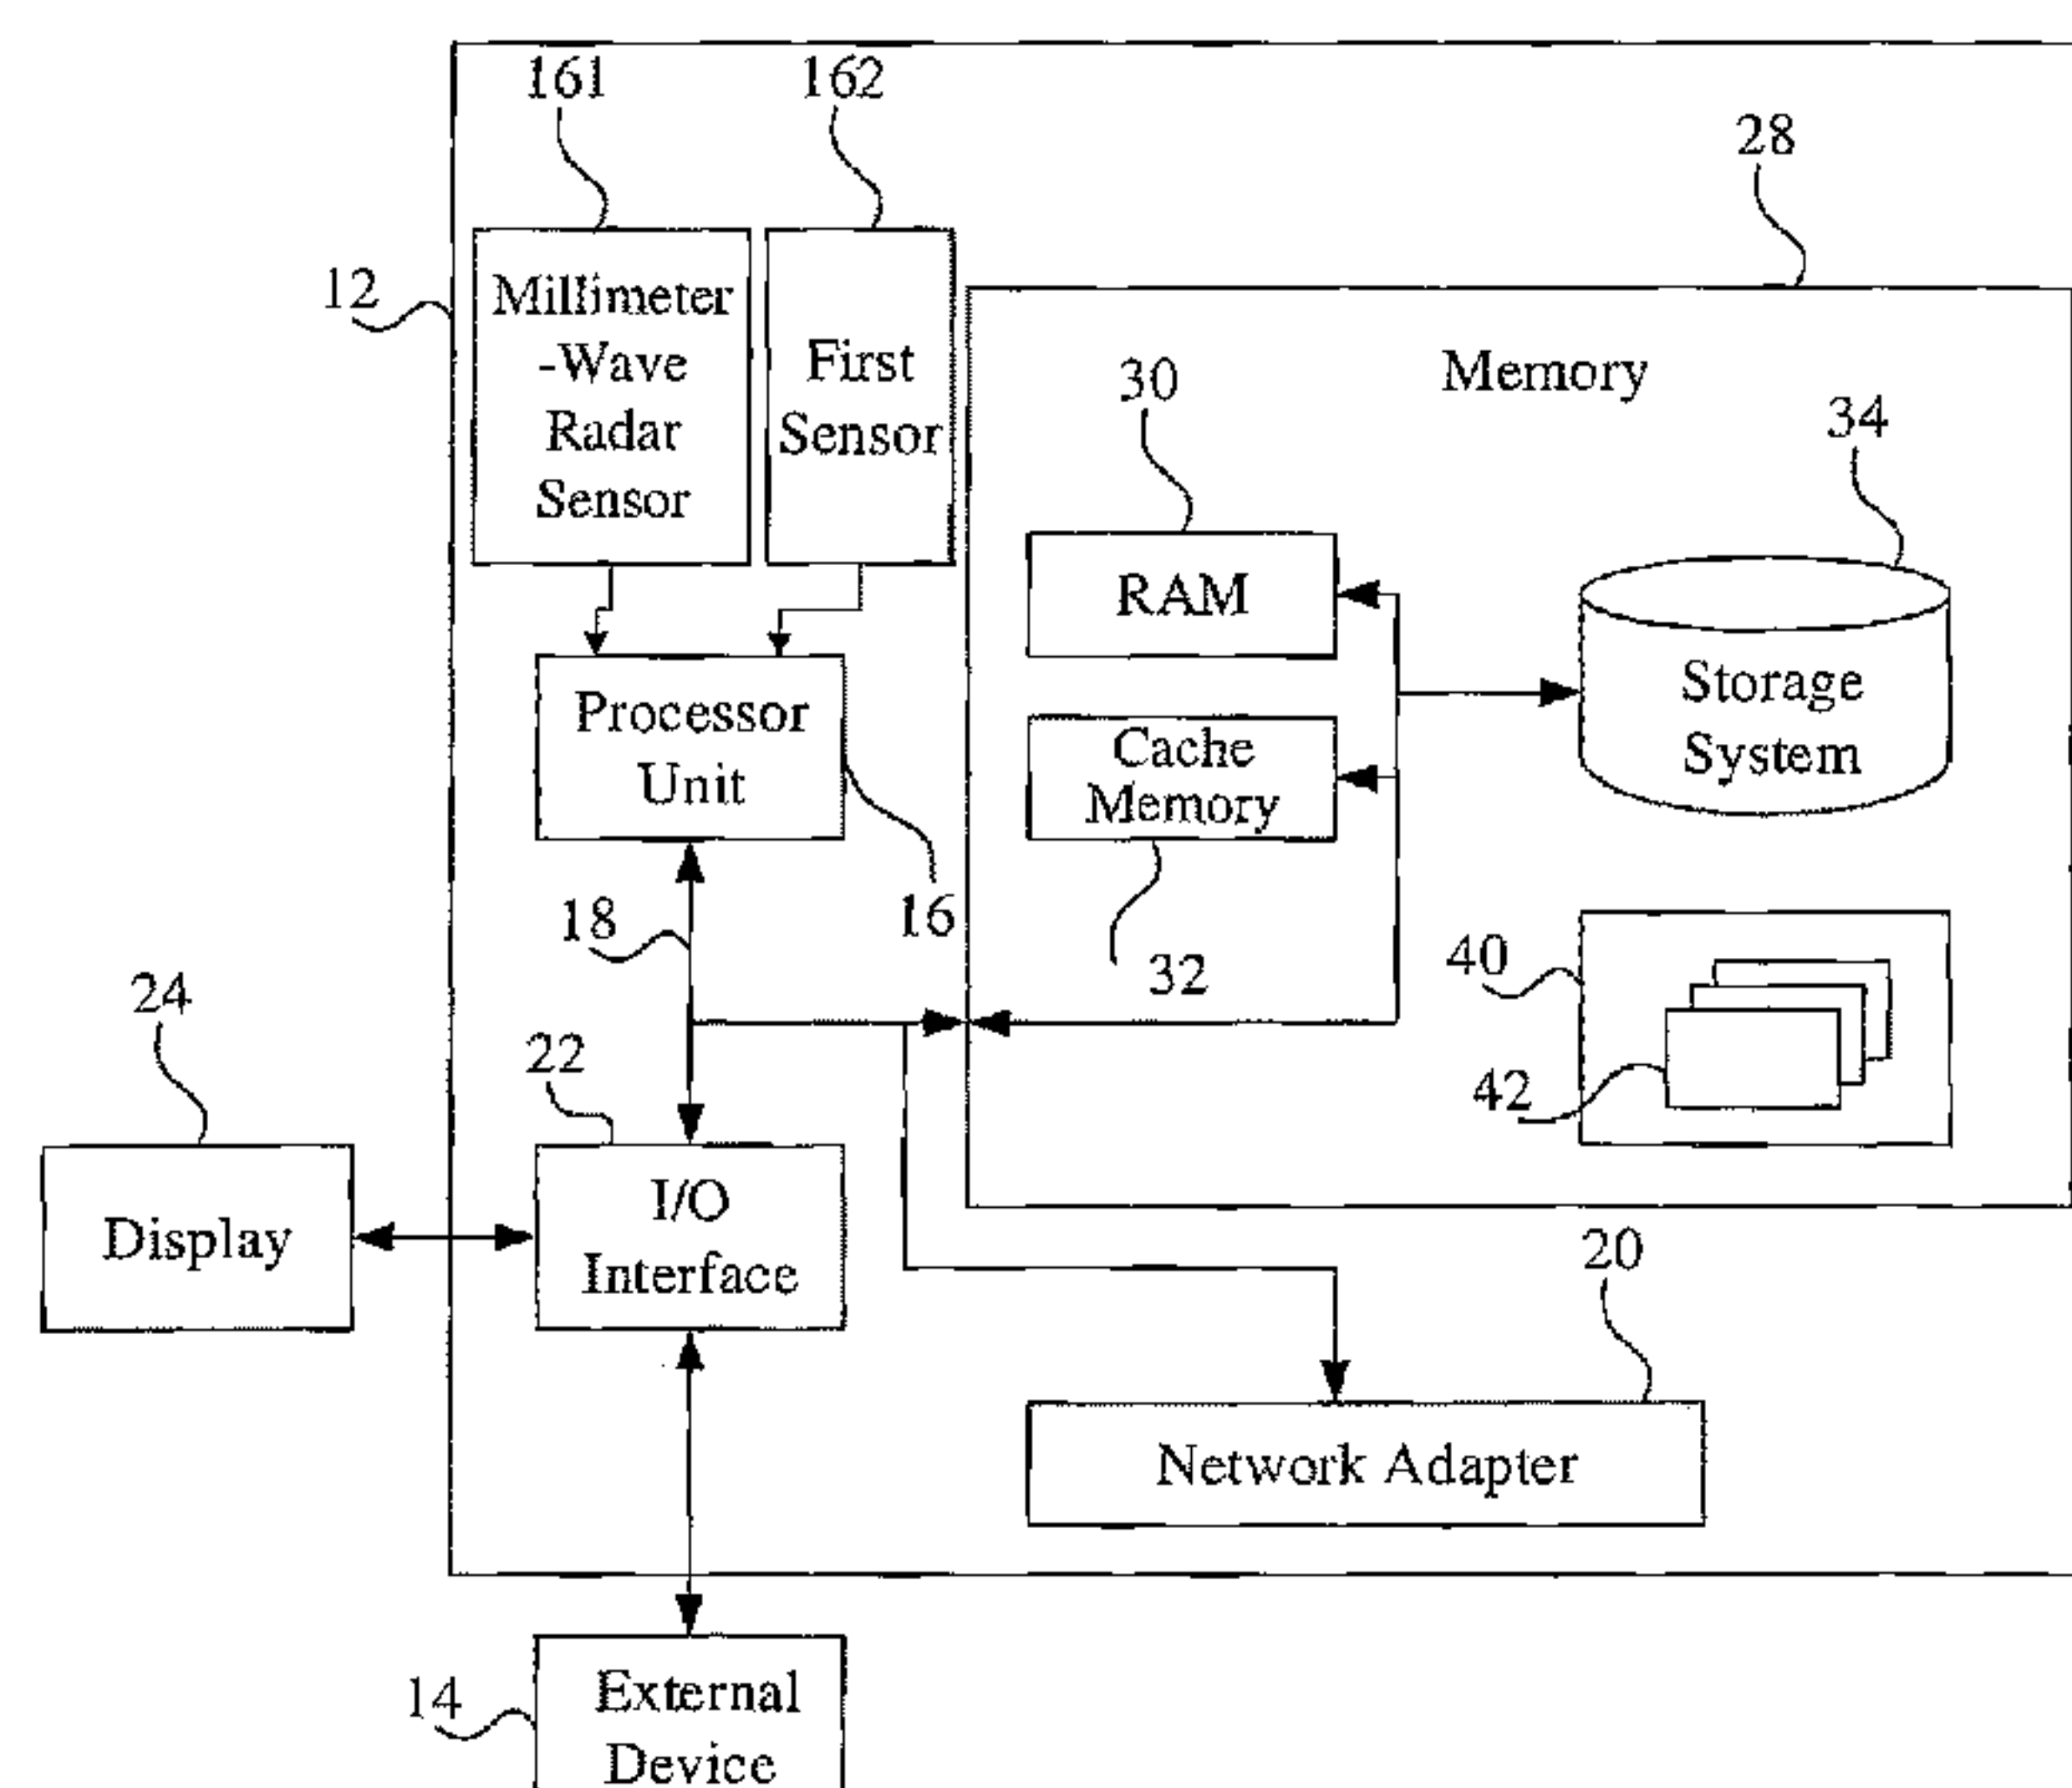 161
162
28
12
Millimeter
-Wave
Radar
Sensor
First
Sensor
Memory
30
34
RAM
Storage
System
Processor
Unit
Cache
Memory
18
16
32
40
24
22
42
Display
I/O
Interface
20
Network Adapter
14
External
Device